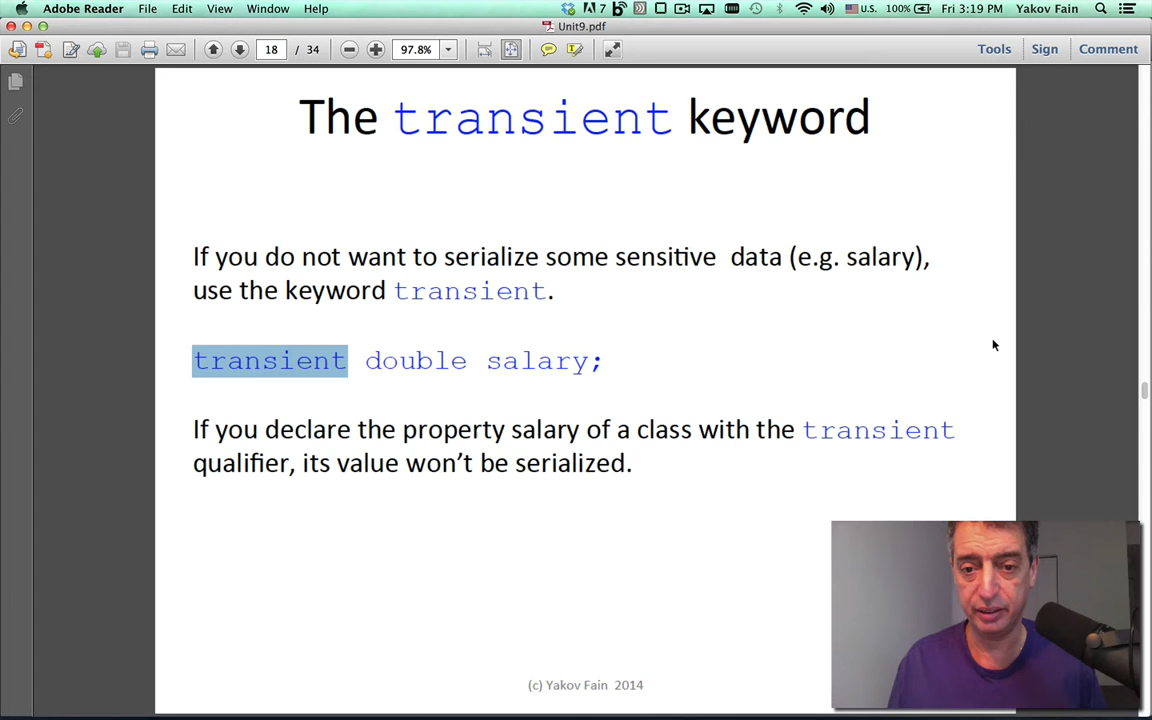 Adobe Reader File Edit View Window Help 7 U.S. 100% Fri 3:19 PM Yakov Fain
Unit9.pdf
18 / 34 97.8% Tools Sign Comment
The transient keyword
If you do not want to serialize some sensitive data (e.g. salary),
use the keyword transient.
transient double salary;
If you declare the property salary of a class with the transient
qualifier, its value won't be serialized.
(c) Yakov Fain 2014